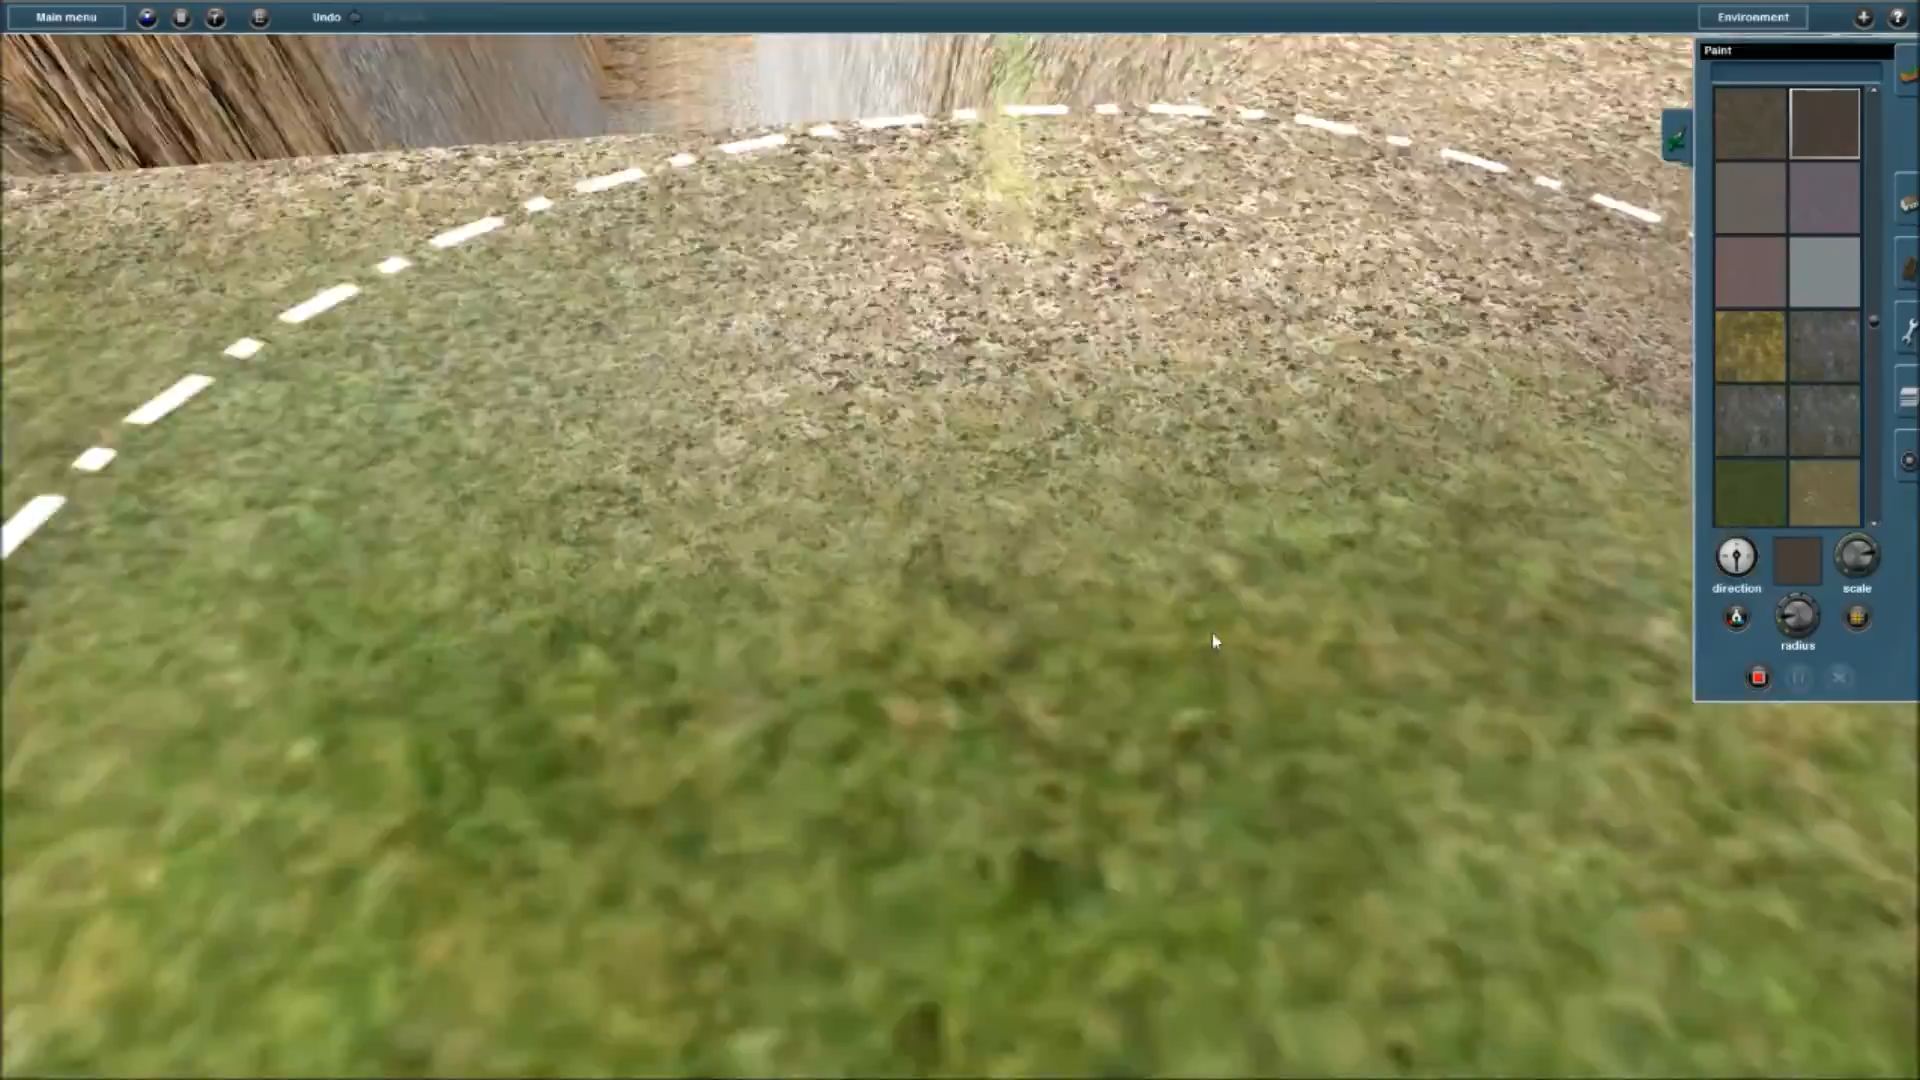 Main menu
Undo
Environment
Paint
direction
scale
radius